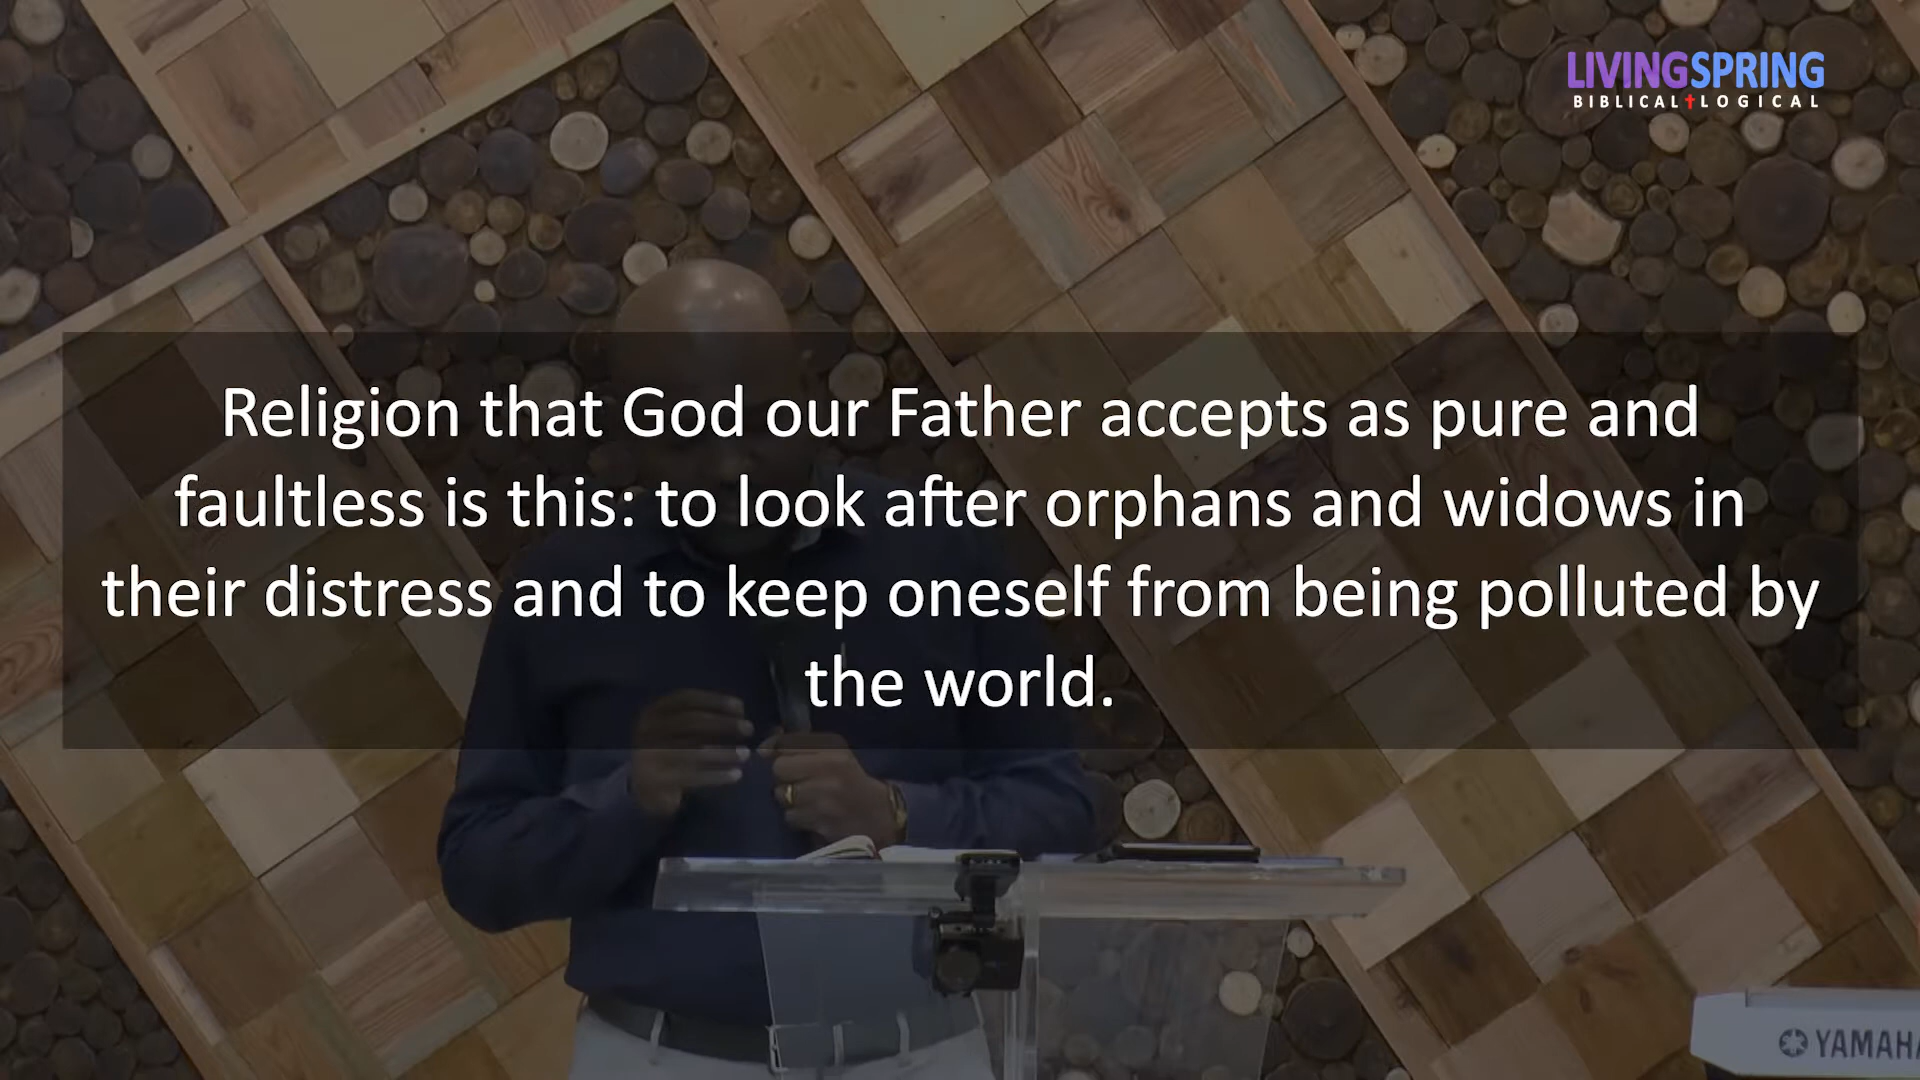 LIVINGSPRING
BIBLICAL LOGICAL
Religion that God our Father accepts as pure and
faultless is this: to look after orphans and widows in
their distress and to keep oneself from being polluted by
the world.
YAMAHA